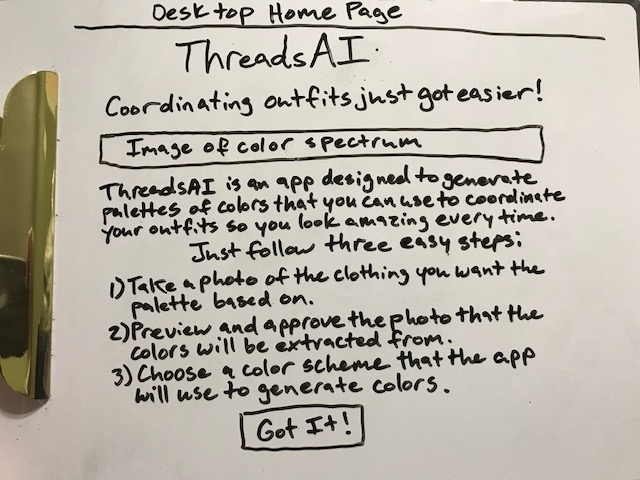 Desktop Home Page
ThreadsAI.
Coordinating outfits just got easier!
Image of color spectrum
ThreadsAI is an app designed to generate
palettes of colors that you can use to coordinate
your outfits so you look amazing every time.
Just follow three easy steps:
1) Take a photo of the clothing you want the
palette based on.
2) Preview and approve the photo that the
colors will be extracted from.
3) Choose a color scheme that the app
will use to generate colors.
Got It!